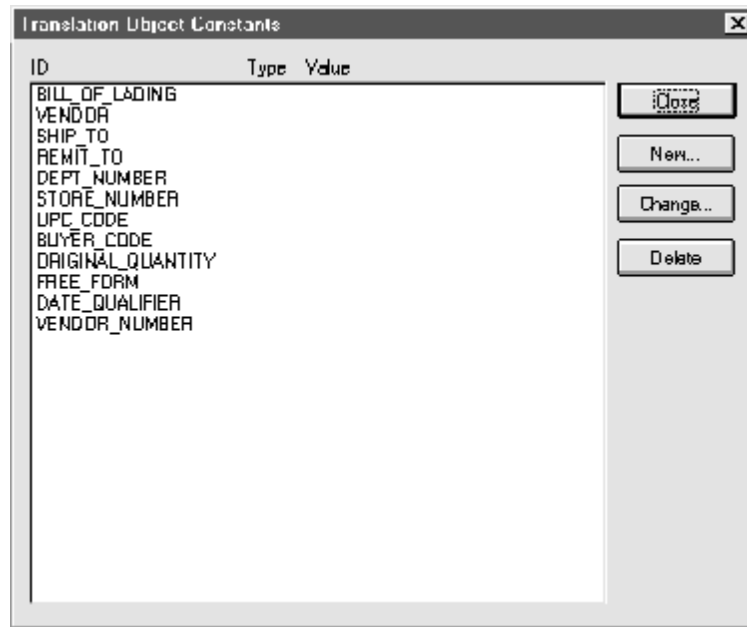 Translation Object Constants
ID Type Value
BILL_OF_LADING
VENDOR
SHIP_TO
REMIT_TO
DEPT_NUMBER
STORE_NUMBER
UPC_CODE
BUYER_CODE
ORIGINAL_QUANTITY
FREE_FORM
DATE_QUALIFIER
VENDOR_NUMBER
Close
New...
Change...
Delete